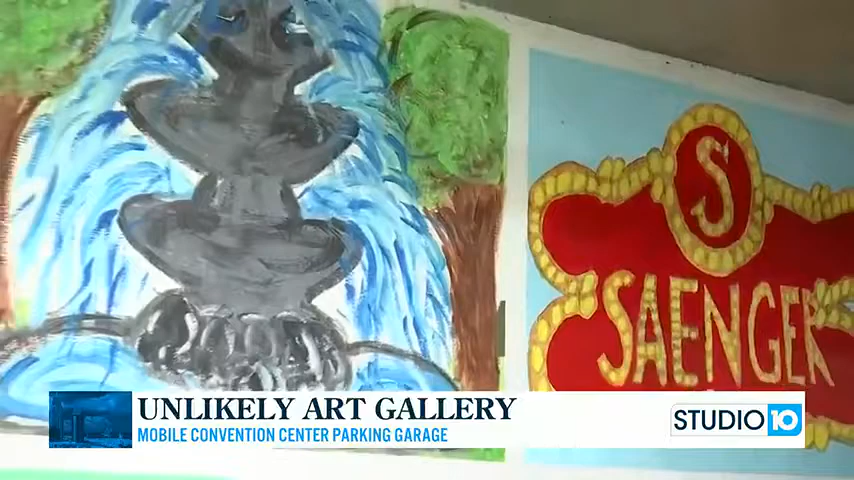 S
SAENGER
UNLIKELY ART GALLERY
MOBILE CONVENTION CENTER PARKING GARAGE
STUDIO 10